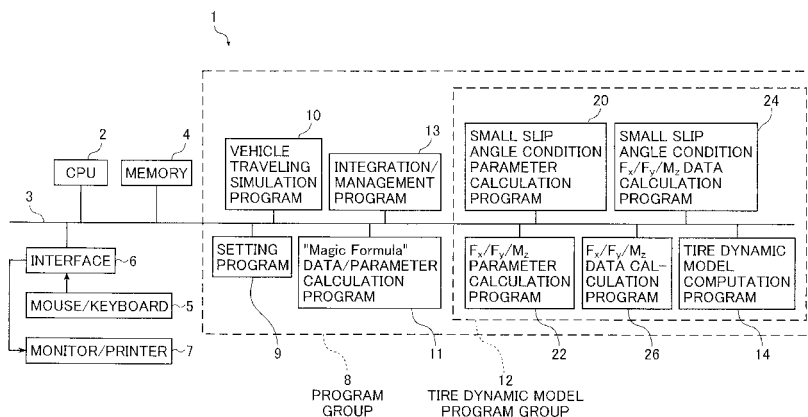 1
2
CPU
4
MEMORY
3
INTERFACE
6
MOUSE/KEYBOARD
5
MONITOR/PRINTER
7
10
VEHICLE
TRAVELING
SIMULATION
PROGRAM
13
INTEGRATION/
MANAGEMENT
PROGRAM
20
SMALL SLIP
ANGLE CONDITION
PARAMETER
CALCULATION
PROGRAM
24
SMALL SLIP
ANGLE CONDITION
Fx/Fy/Mz DATA
CALCULATION
PROGRAM
SETTING
PROGRAM
9
"Magic Formula"
DATA/PARAMETER
CALCULATION
PROGRAM
11
Fx/Fy/Mz
PARAMETER
CALCULATION
PROGRAM
22
Fx/Fy/Mz
DATA CAL-
CULATION
PROGRAM
26
TIRE DYNAMIC
MODEL
COMPUTATION
PROGRAM
14
8
PROGRAM
GROUP
12
TIRE DYNAMIC MODEL
PROGRAM GROUP